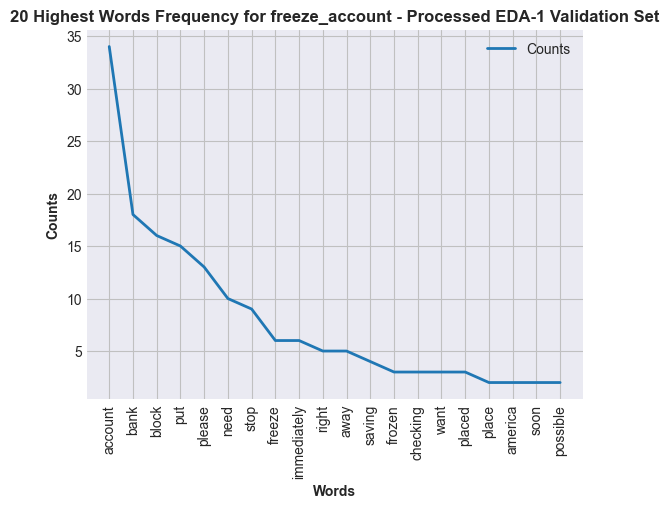 20 Highest Words Frequency for freeze_account - Processed EDA-1 Validation Set
Counts
35
30
25
20
15
10
5
Counts
account
bank
block
put
please
need
stop
freeze
immediately
right
away
saving
frozen
checking
want
placed
place
america
soon
possible
Words